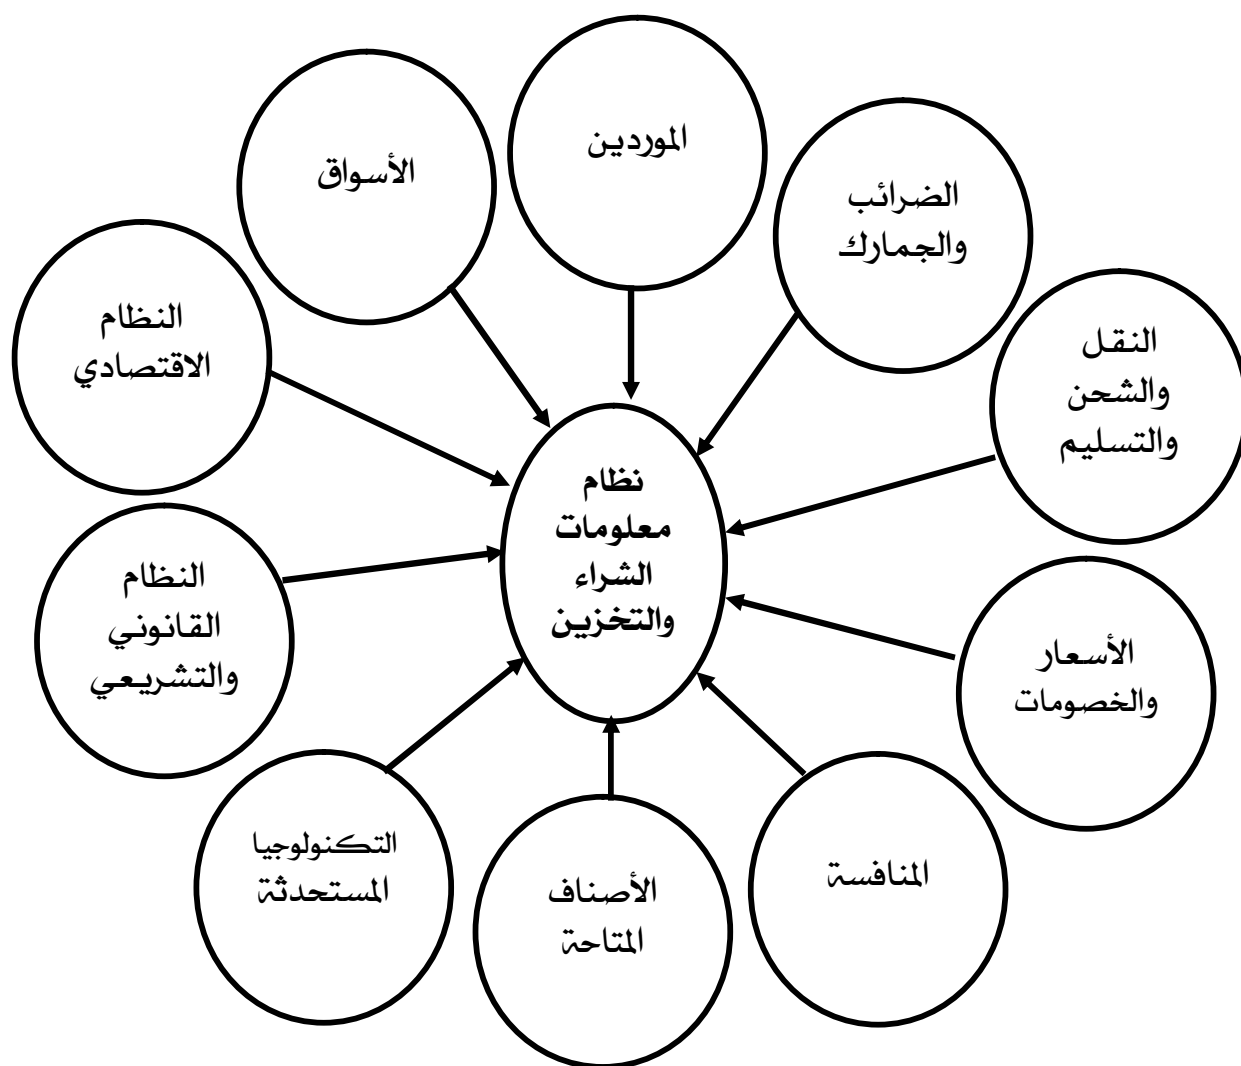 الموردين
الأسواق
الضرائب
والجمارك
النظام
الاقتصادي
النقل
والشحن
والتسليم
نظام
معلومات
الشراء
والتخزين
النظام
القانوني
والتشريعي
الأسعار
والخصومات
التكنولوجيا
المستحدثة
الأصناف
المتاحة
المنافسة